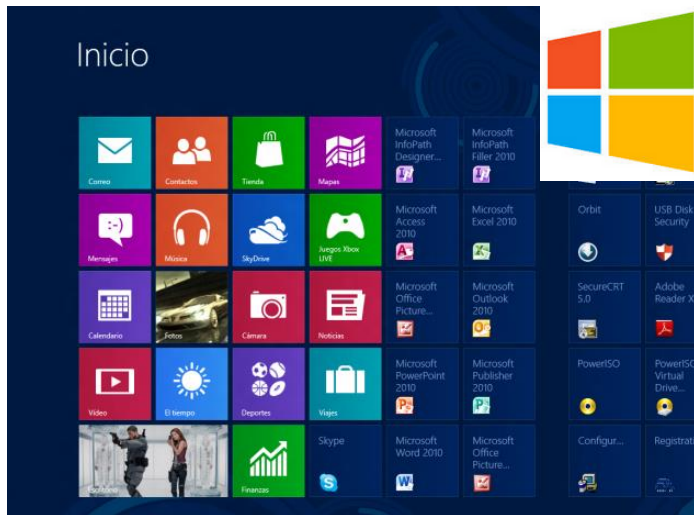 Inicio
Correo
Contactos
Tienda
Mapas
Microsoft
InfoPath
Designer...
Microsoft
InfoPath
Filler 2010
Mensajes
Música
SkyDrive
Juegos Xbox
LIVE
Microsoft
Access
2010
Microsoft
Excel 2010
Orbit
USB Disk
Security
Calendario
Fotos
Cámara
Noticias
Microsoft
Office
Picture...
Microsoft
Outlook
2010
SecureCRT
5.0
Adobe
Reader X
Vídeo
El tiempo
Deportes
Viajes
Microsoft
PowerPoint
2010
Microsoft
Publisher
2010
PowerISO
PowerISO
Virtual
Drive...
Escritorio
Finanzas
Skype
Microsoft
Word 2010
Microsoft
Office
Picture...
Configur...
Registrati